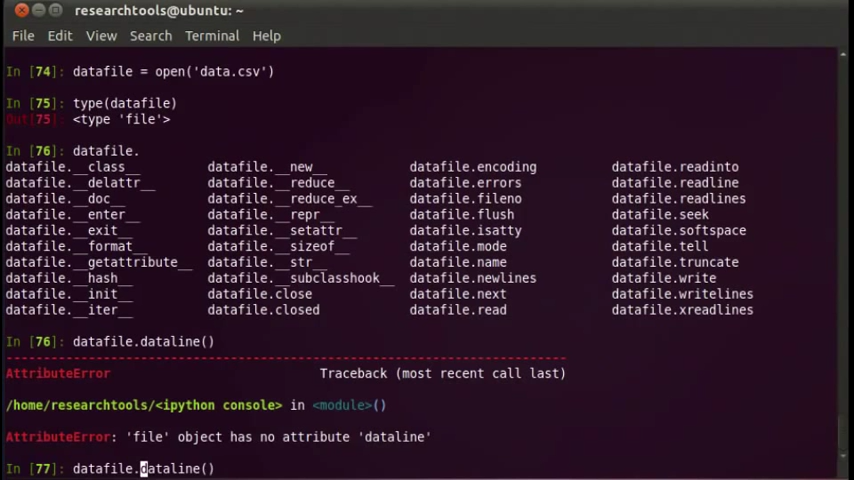 researchtools@ubuntu: ~
File Edit View Search Terminal Help
In [74]: datafile = open('data.csv')
In [75]: type(datafile)
Out[75]: <type 'file'>
In [76]: datafile.
datafile.__class__ datafile.__new__ datafile.encoding datafile.readinto
datafile.__delattr__ datafile.__reduce__ datafile.errors datafile.readline
datafile.__doc__ datafile.__reduce_ex__ datafile.fileno datafile.readlines
datafile.__enter__ datafile.__repr__ datafile.flush datafile.seek
datafile.__exit__ datafile.__setattr__ datafile.isatty datafile.softspace
datafile.__format__ datafile.__sizeof__ datafile.mode datafile.tell
datafile.__getattribute__ datafile.__str__ datafile.name datafile.truncate
datafile.__hash__ datafile.__subclasshook__ datafile.newlines datafile.write
datafile.__init__ datafile.close datafile.next datafile.writelines
datafile.__iter__ datafile.closed datafile.read datafile.xreadlines
In [76]: datafile.dataline()
---------------------------------------------------------------------------
AttributeError Traceback (most recent call last)
/home/researchtools/<ipython console> in <module>()
AttributeError: 'file' object has no attribute 'dataline'
In [77]: datafile.dataline()